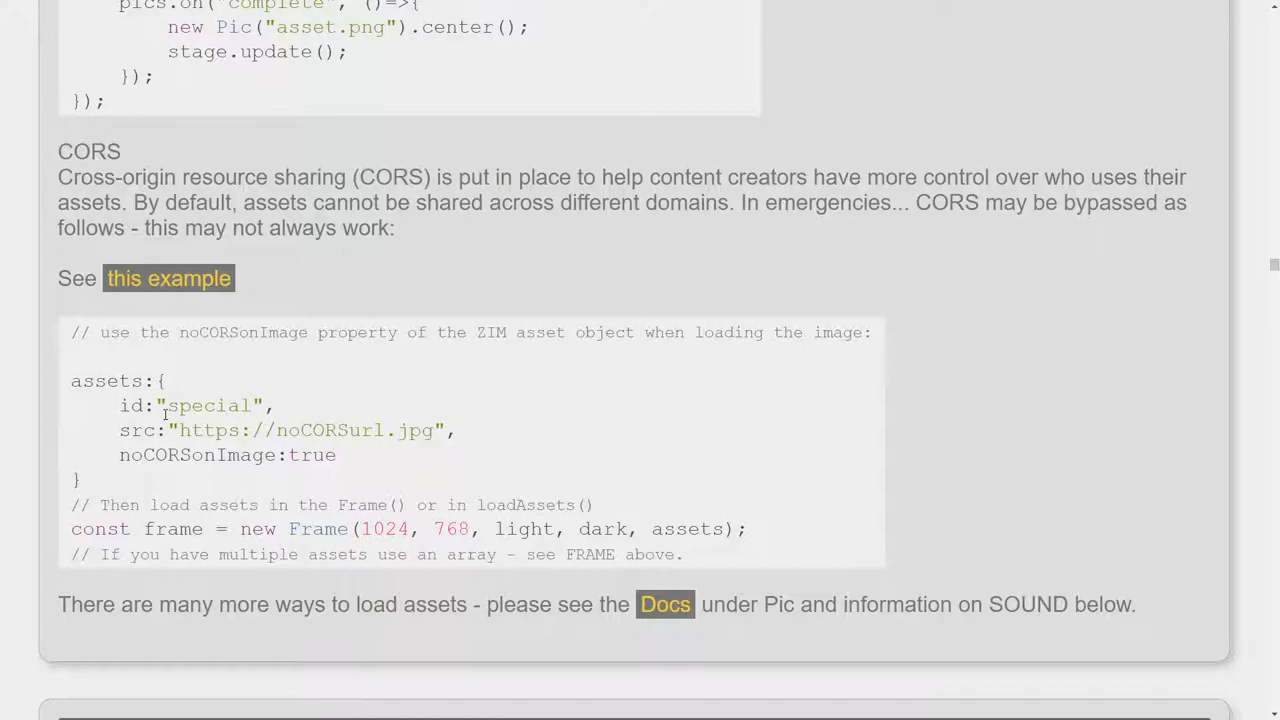 pics.on("complete", ()=>{
new Pic("asset.png").center();
stage.update();
});
});
CORS
Cross-origin resource sharing (CORS) is put in place to help content creators have more control over who uses their
assets. By default, assets cannot be shared across different domains. In emergencies... CORS may be bypassed as
follows - this may not always work:
See this example
// use the noCORSonImage property of the ZIM asset object when loading the image:
assets:{
id:"special",
src:"https://noCORSurl.jpg",
noCORSonImage:true
}
// Then load assets in the Frame() or in loadAssets()
const frame = new Frame(1024, 768, light, dark, assets);
// If you have multiple assets use an array - see FRAME above.
There are many more ways to load assets - please see the Docs under Pic and information on SOUND below.